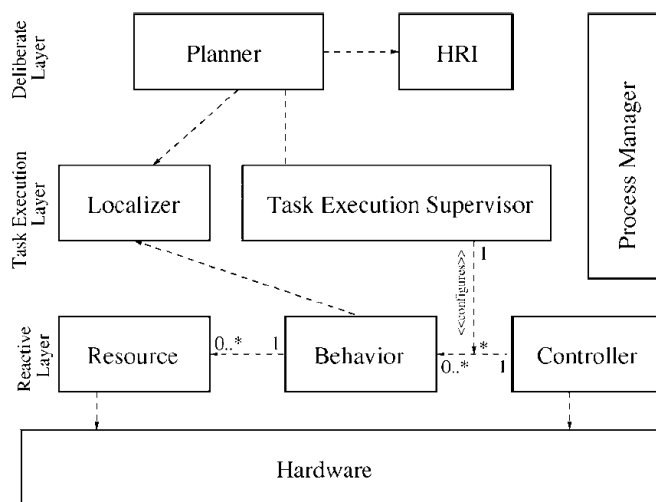 Deliberate
Layer
Planner
HRI
Process Manager
Task Execution
Layer
Localizer
Task Execution Supervisor
1
<<configures>>
Reactive
Layer
Resource
0..*
1
Behavior
0..*
*
1
Controller
Hardware